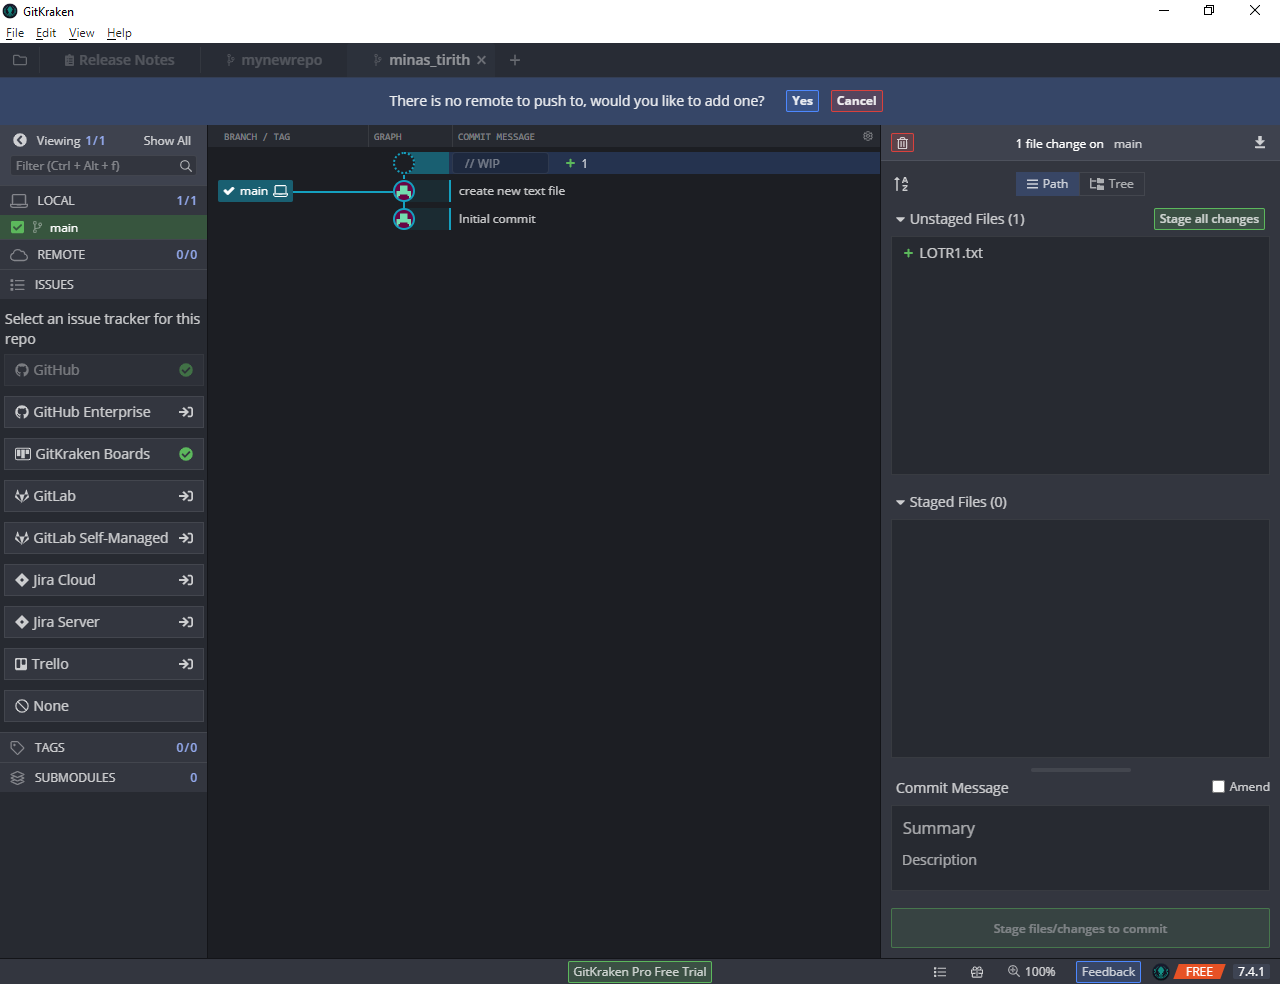 GitKraken
File Edit View Help
Release Notes mynewrepo minas_tirith
There is no remote to push to, would you like to add one? Yes Cancel
Viewing 1/1 Show All
Filter (Ctrl + Alt + f)
LOCAL 1/1
main
REMOTE 0/0
ISSUES
Select an issue tracker for this
repo
GitHub
GitHub Enterprise
GitKraken Boards
GitLab
GitLab Self-Managed
Jira Cloud
Jira Server
Trello
None
TAGS 0/0
SUBMODULES 0
BRANCH / TAG GRAPH COMMIT MESSAGE
// WIP + 1
main create new text file
Initial commit
1 file change on main
Path Tree
Unstaged Files (1) Stage all changes
+ LOTR1.txt
Staged Files (0)
Commit Message Amend
Summary
Description
Stage files/changes to commit
GitKraken Pro Free Trial 100% Feedback FREE 7.4.1